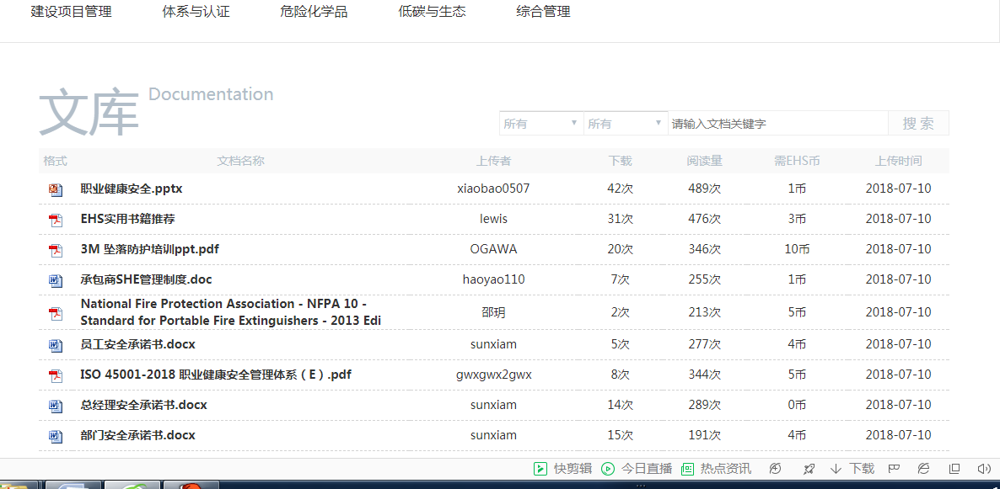 建设项目管理 体系与认证 危险化学品 低碳与生态 综合管理
文库 Documentation
所有 所有 请输入文档关键字 搜 索
格式 文档名称 上传者 下载 阅读量 需EHS币 上传时间
职业健康安全.pptx xiaobao0507 42次 489次 1币 2018-07-10
EHS实用书籍推荐 lewis 31次 476次 3币 2018-07-10
3M 坠落防护培训ppt.pdf OGAWA 20次 346次 10币 2018-07-10
承包商SHE管理制度.doc haoyao110 7次 255次 1币 2018-07-10
National Fire Protection Association - NFPA 10 -
Standard for Portable Fire Extinguishers - 2013 Edi 邵玥 2次 213次 5币 2018-07-10
员工安全承诺书.docx sunxiam 5次 277次 4币 2018-07-10
ISO 45001-2018 职业健康安全管理体系（E）.pdf gwxgwx2gwx 8次 344次 5币 2018-07-10
总经理安全承诺书.docx sunxiam 14次 289次 0币 2018-07-10
部门安全承诺书.docx sunxiam 15次 191次 4币 2018-07-10
快剪辑 今日直播 热点资讯 下载